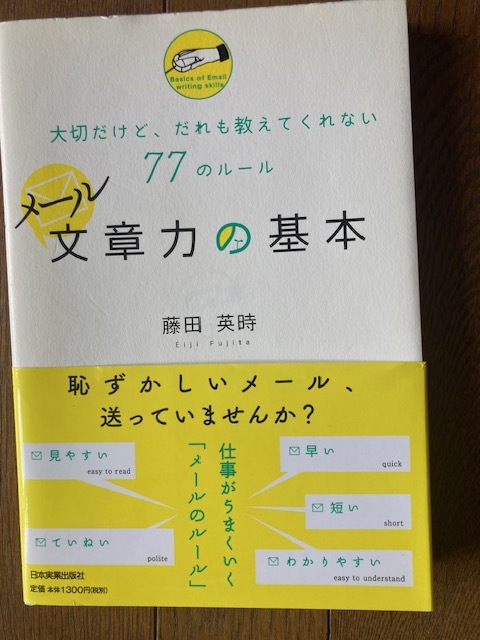 Basics of Email
writing skills
大切だけど、だれも教えてくれない
77のルール
メール
文章力の基本
藤田 英時
Eiji Fujita
恥ずかしいメール、
送っていませんか?
仕事がうまくいく
「メールのルール」
見やすい
easy to read
ていねい
polite
早い
quick
短い
short
わかりやすい
easy to understand
日本実業出版社
定価 本体1300円(税別)